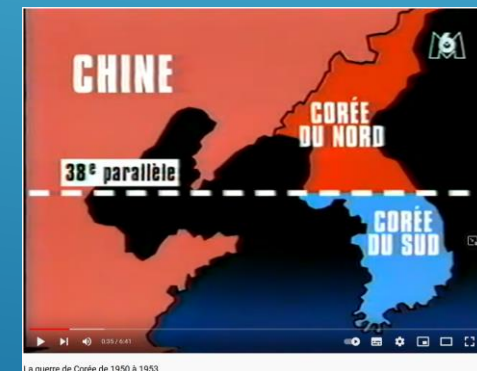 M6
CHINE
CORÉE
DU NORD
38e parallèle
CORÉE
DU SUD
0:35 / 6:41
La guerre de Corée de 1950 à 1953